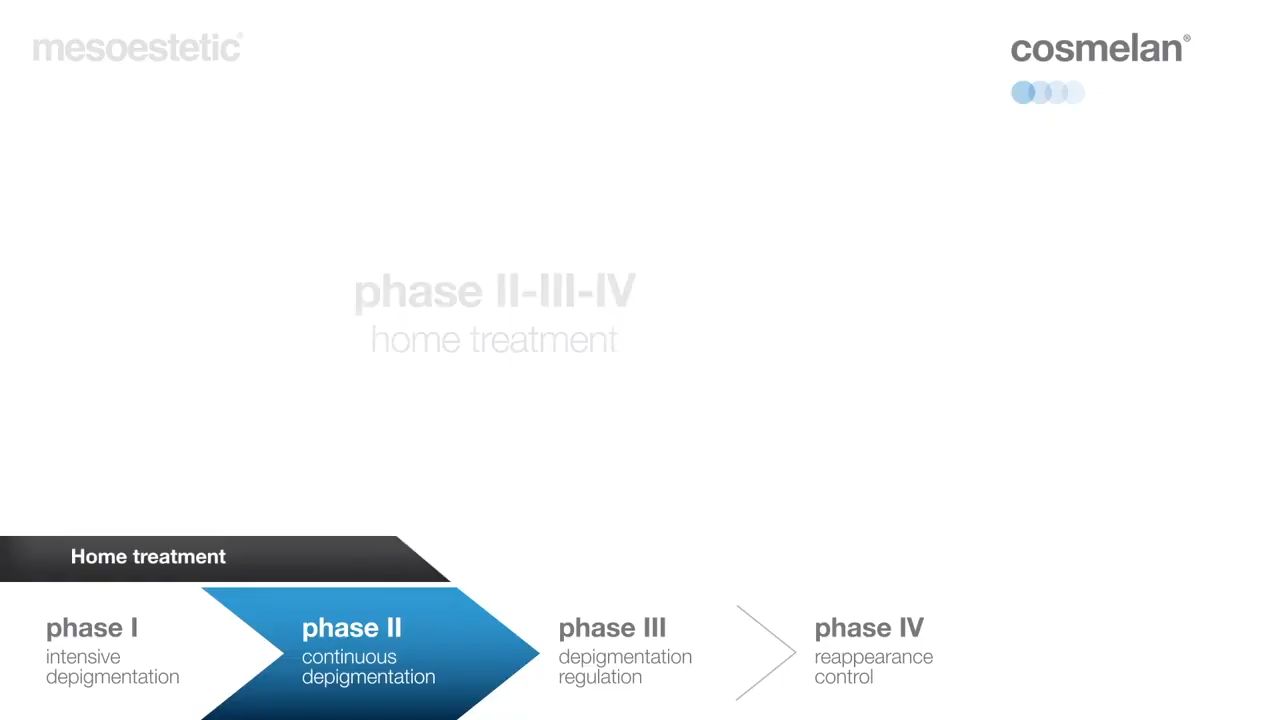 mesoestetic®
cosmelan®
phase II-III-IV
home treatment
Home treatment
phase I
intensive
depigmentation
phase II
continuous
depigmentation
phase III
depigmentation
regulation
phase IV
reappearance
control